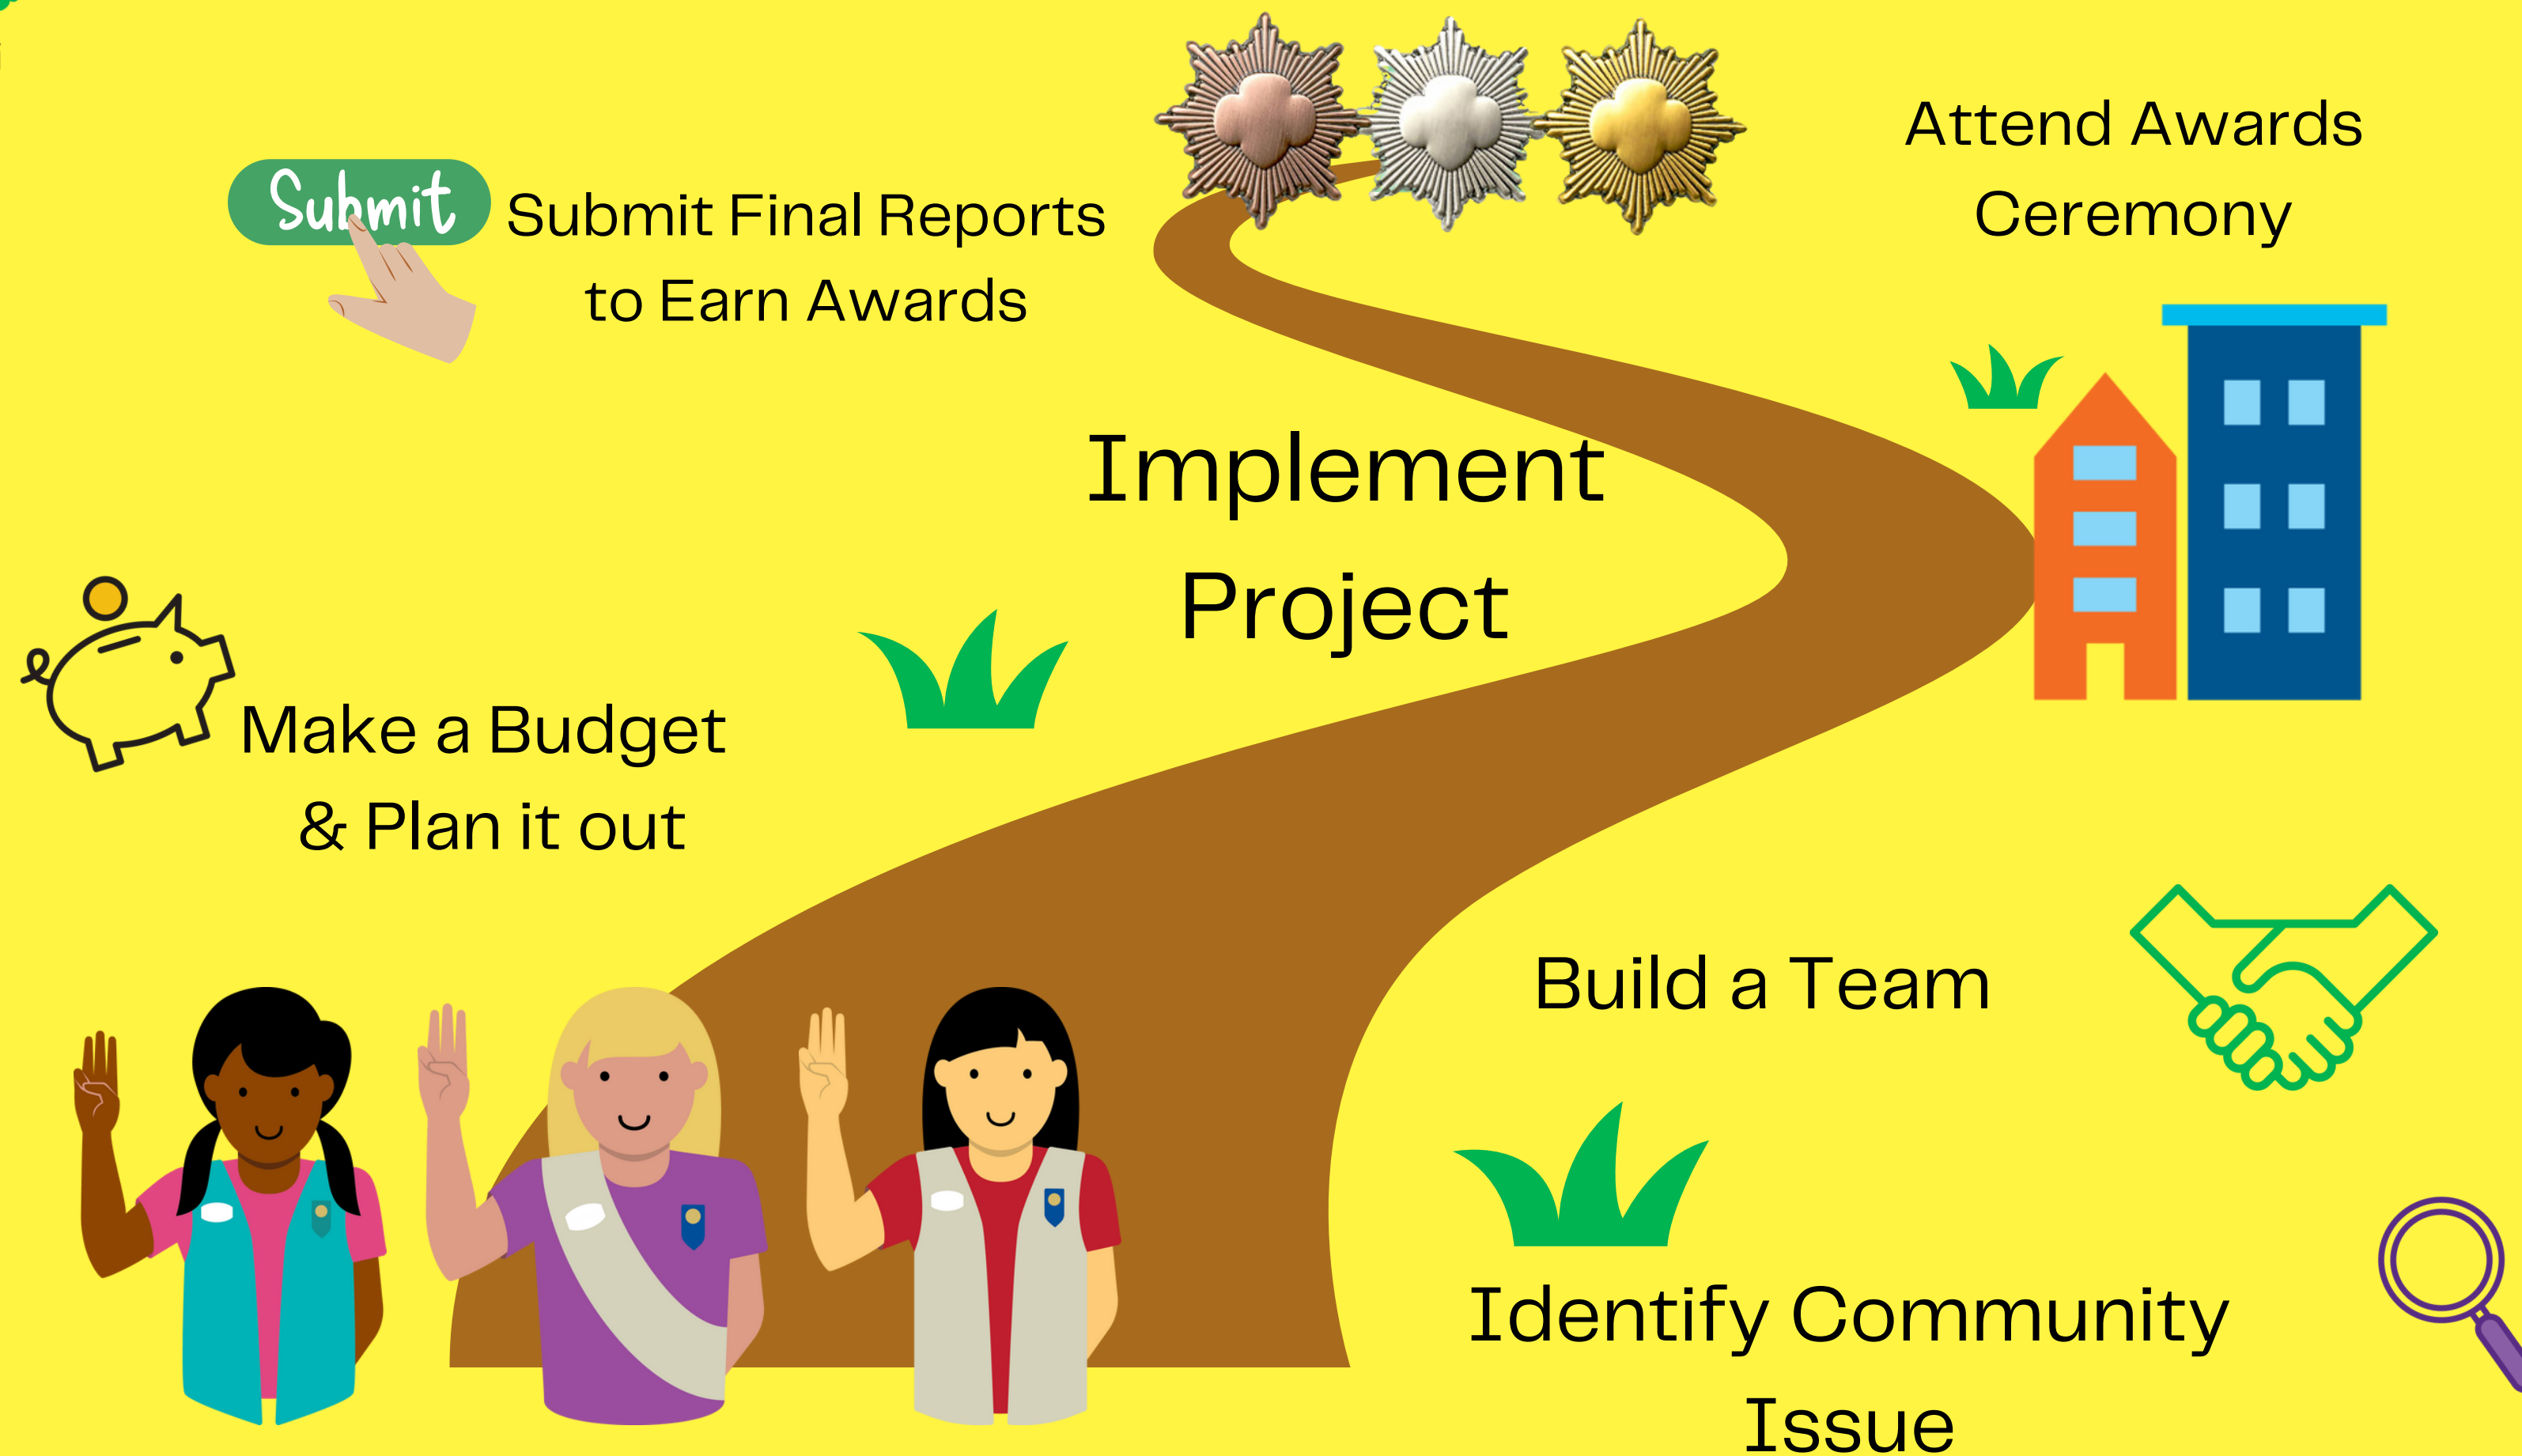 Attend Awards
Ceremony
Submit
Submit Final Reports
to Earn Awards
Implement
Project
Make a Budget
& Plan it out
Build a Team
Identify Community
Issue